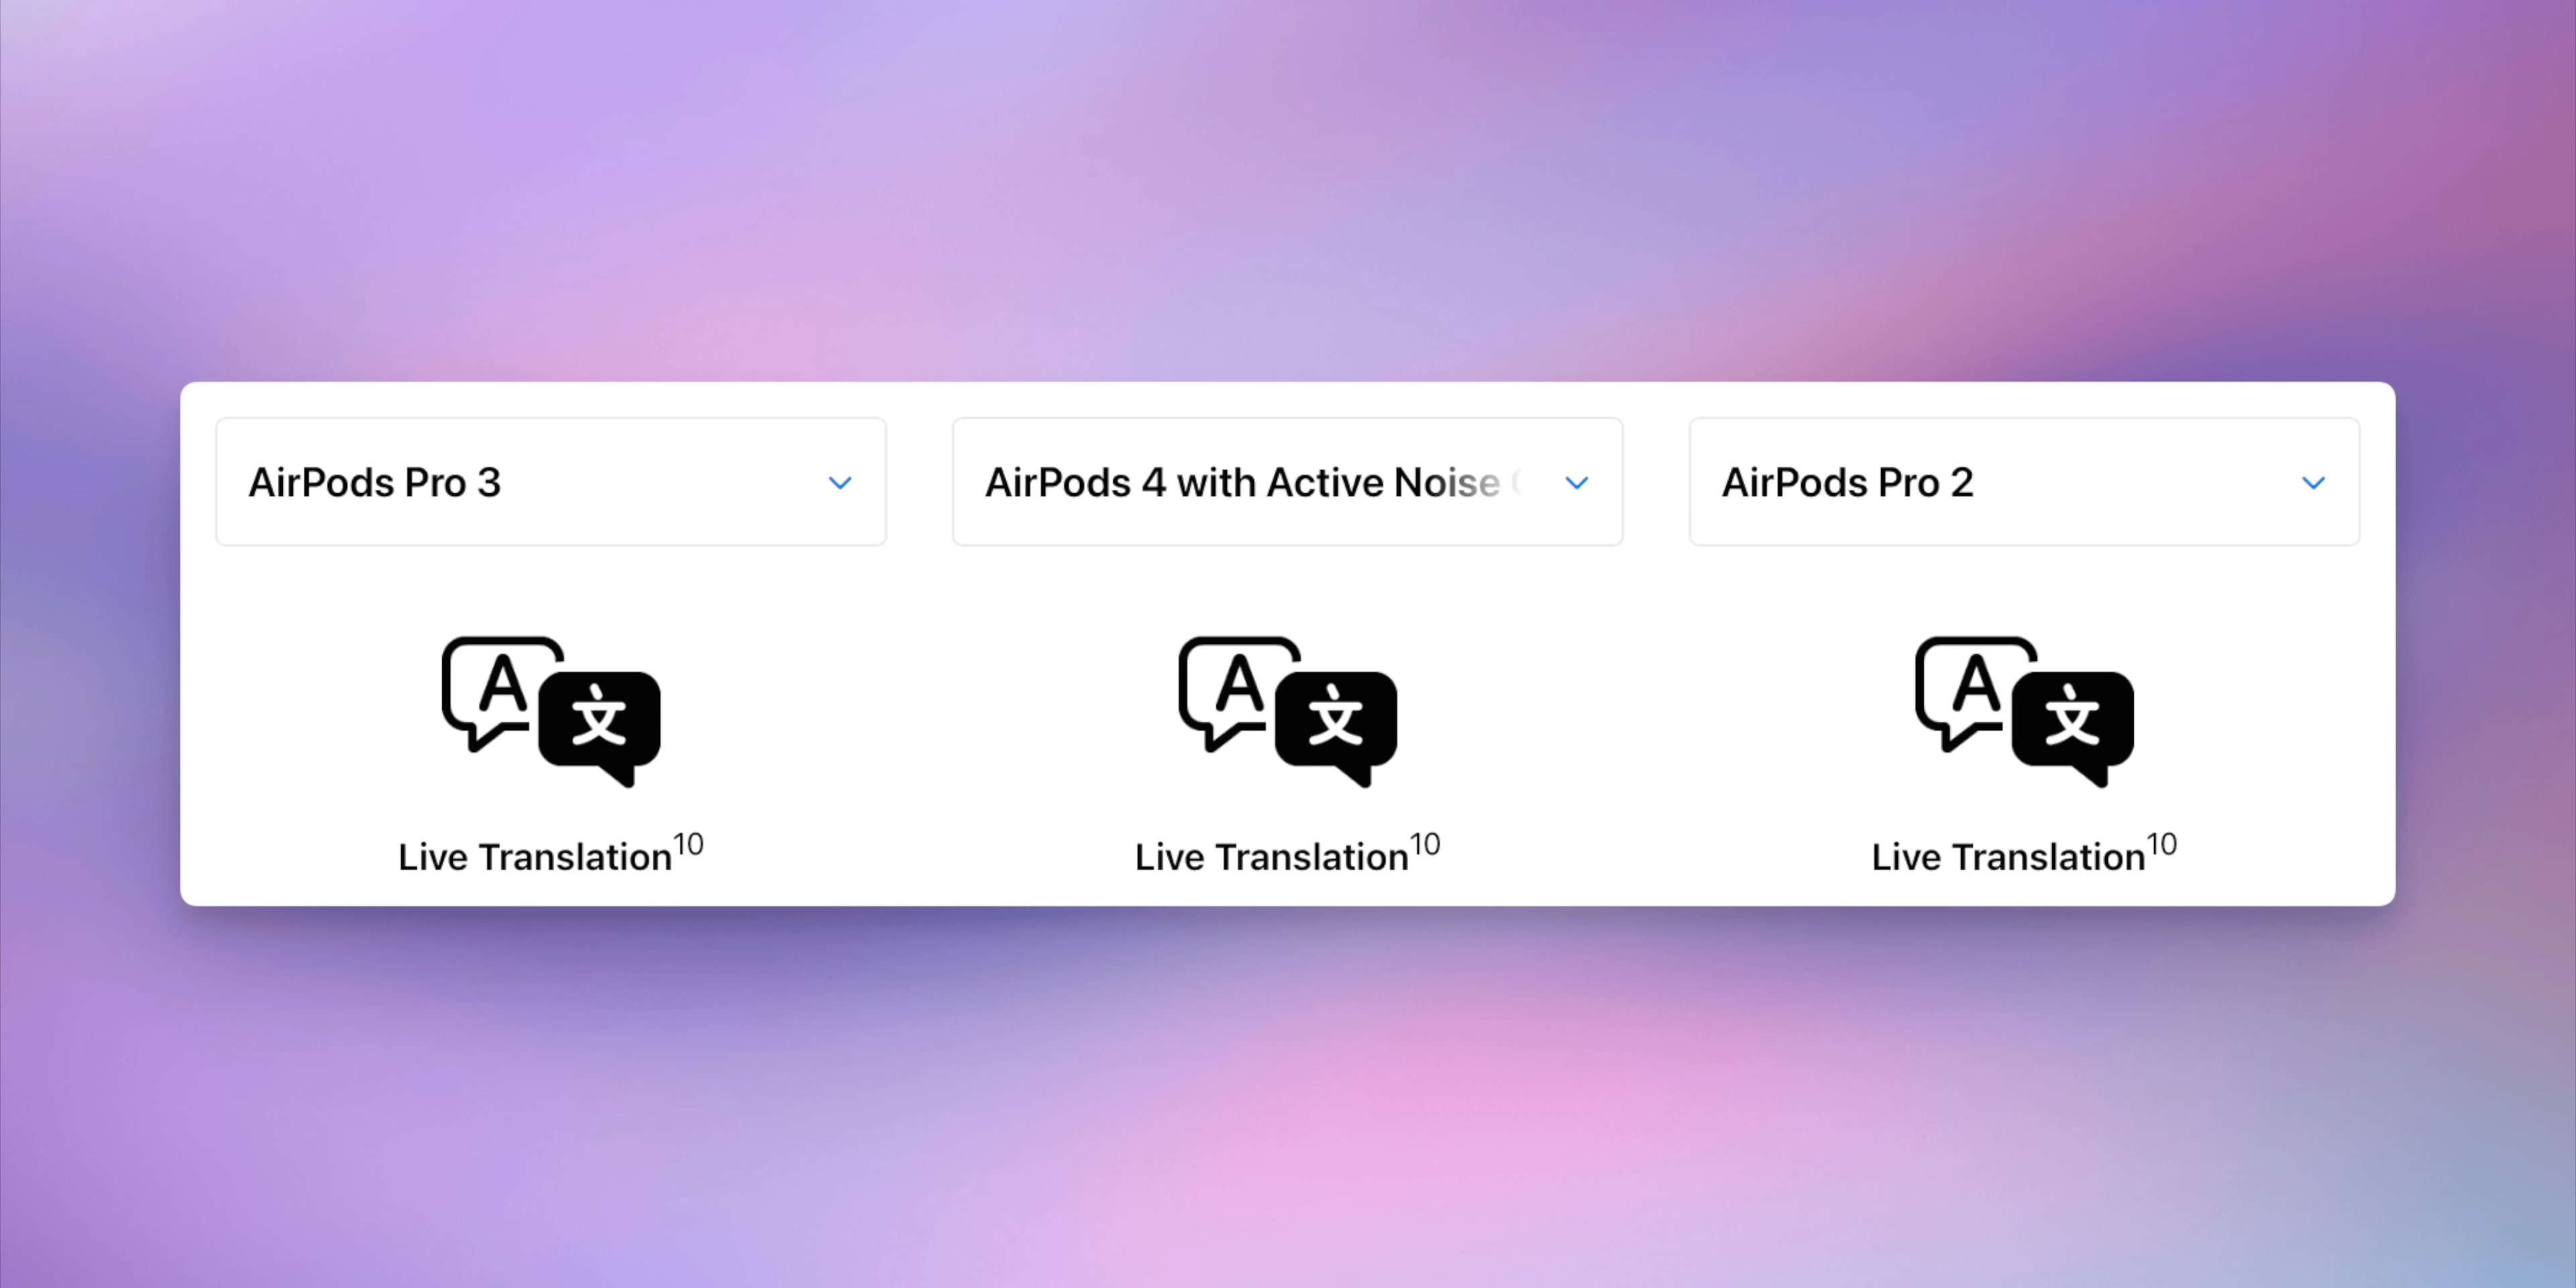 AirPods Pro 3
AirPods 4 with Active Noise
AirPods Pro 2
A 文
A 文
A 文
Live Translation10
Live Translation10
Live Translation10